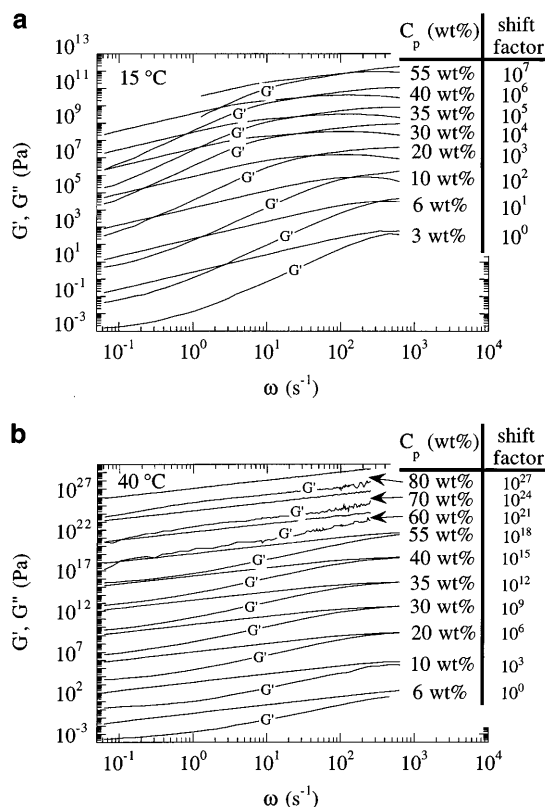 a
C_p (wt%) shift factor
10^13
10^11
10^9
10^7
10^5
10^3
10^1
10^-1
10^-3
G', G" (Pa)
15 °C
G'
G'
G'
G'
G'
G'
G'
G'
55 wt% 10^7
40 wt% 10^6
35 wt% 10^5
30 wt% 10^4
20 wt% 10^3
10 wt% 10^2
6 wt% 10^1
3 wt% 10^0
10^-1 10^0 10^1 10^2 10^3 10^4
ω (s^-1)
b
C_p (wt%) shift factor
10^27
10^22
10^17
10^12
10^7
10^2
10^-3
G', G" (Pa)
40 °C
G'
G'
G'
G'
G'
G'
G'
G'
G'
G'
80 wt% 10^27
70 wt% 10^24
60 wt% 10^21
55 wt% 10^18
40 wt% 10^15
35 wt% 10^12
30 wt% 10^9
20 wt% 10^6
10 wt% 10^3
6 wt% 10^0
10^-1 10^0 10^1 10^2 10^3 10^4
ω (s^-1)